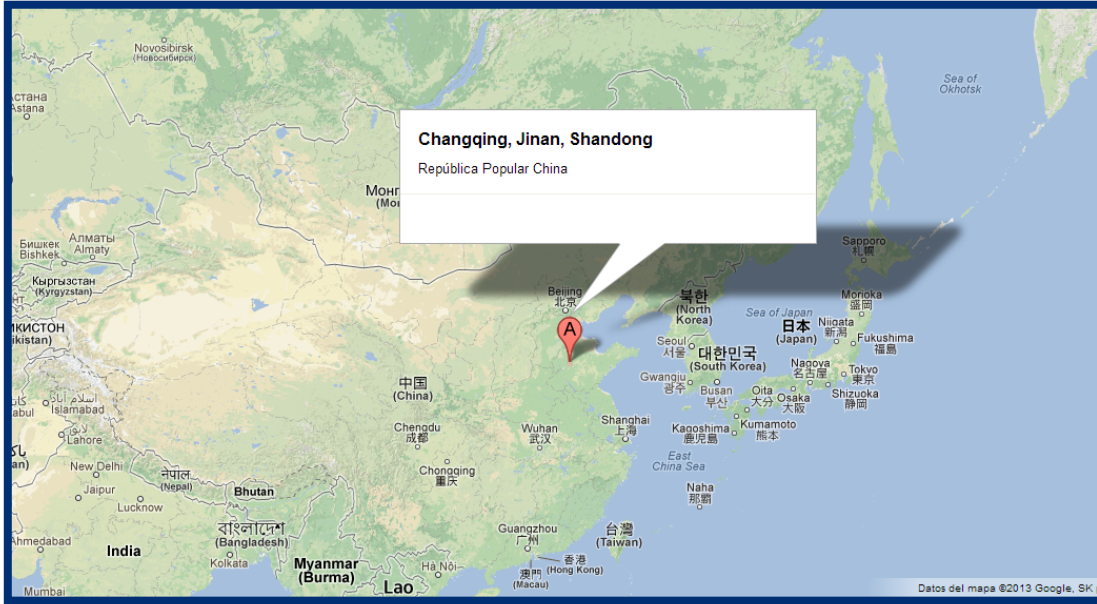 Novosibirsk
(Новосибирск)
Sea of
Okhotsk
стана
Astana
Changqing, Jinan, Shandong
República Popular China
Монг
(Mon
Бишкек
Bishkek
Алматы
Almaty
Sapporo
札幌
Кыргызстан
(Kyrgyzstan)
Beijing
北京
북한
(North
Korea)
Morioka
盛岡
Sea of Japan
икистон
ikistan)
A
日本
(Japan)
Niigata
新潟
Fukushima
福島
Seoul
서울
대한민국
(South Korea)
Nagoya
名古屋
Tokyo
東京
中国
(China)
Gwangju
광주
Busan
부산
Oita
大分
Osaka
大阪
Shizuoka
静岡
اسلام آباد
Islamabad
abul
Chengdu
成都
Wuhan
武汉
Shanghai
上海
Kagoshima
鹿児島
Kumamoto
熊本
لاہور
Lahore
an)
East
China Sea
New Delhi
नेपाल
(Nepal)
Chongqing
重庆
Jaipur
Lucknow
Bhutan
Naha
那覇
Ahmedabad
India
বাংলাদেশ
(Bangladesh)
Guangzhou
广州
台灣
(Taiwan)
Kolkata
Myanmar
(Burma)
Hà Nội
香港
(Hong Kong)
澳門
(Macau)
Mumbai
Lao
Datos del mapa ©2013 Google, SK